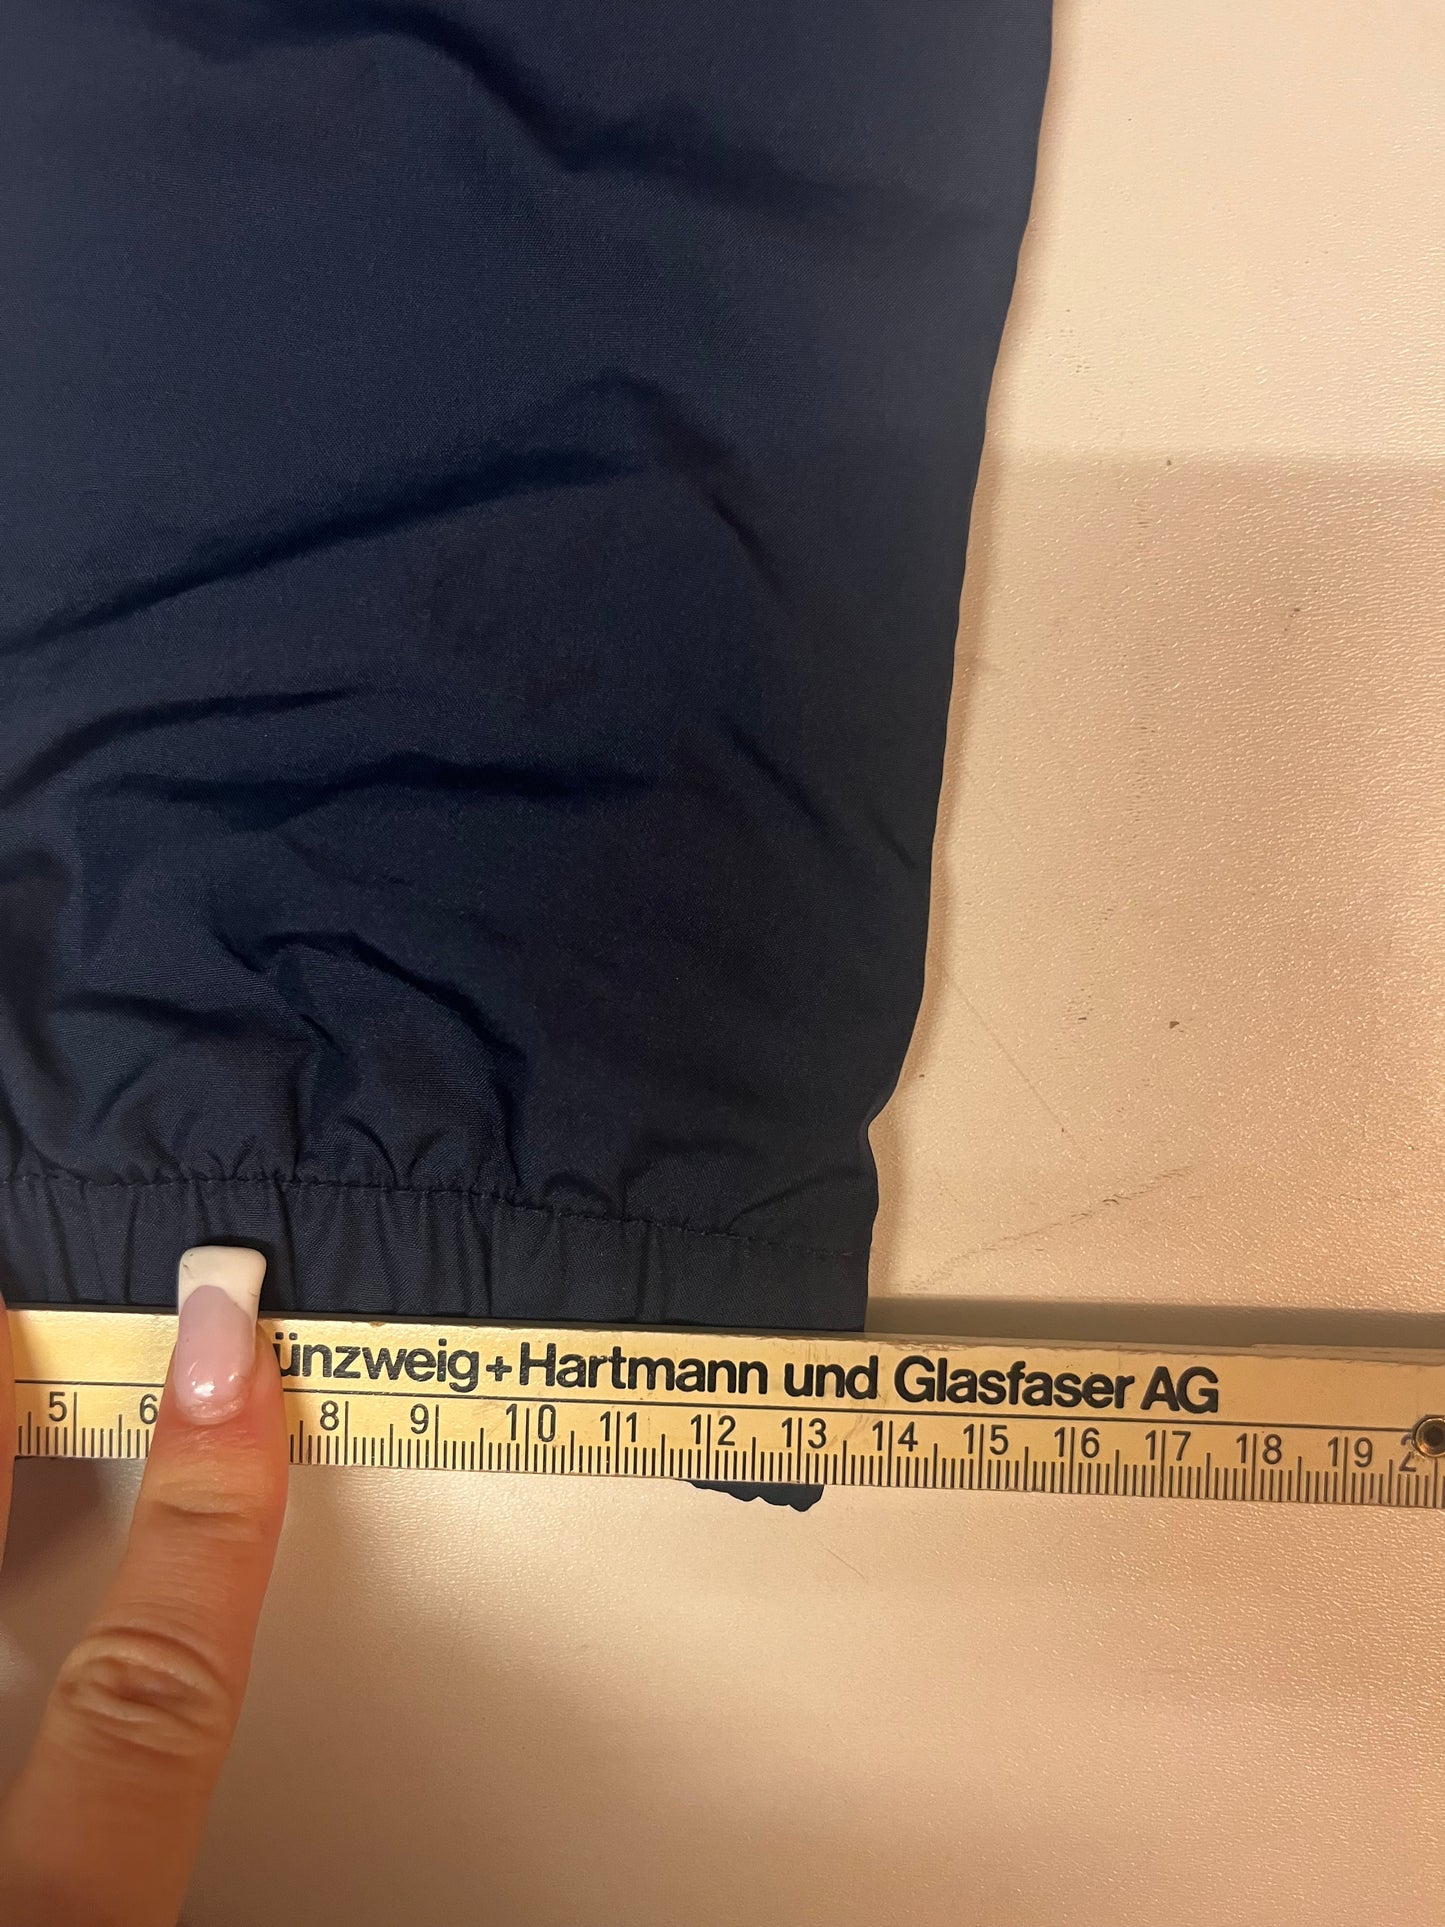 ünzweig+Hartmann und Glasfaser AG
5 6 8 9 10 11 12 13 14 15 16 17 18 19 2